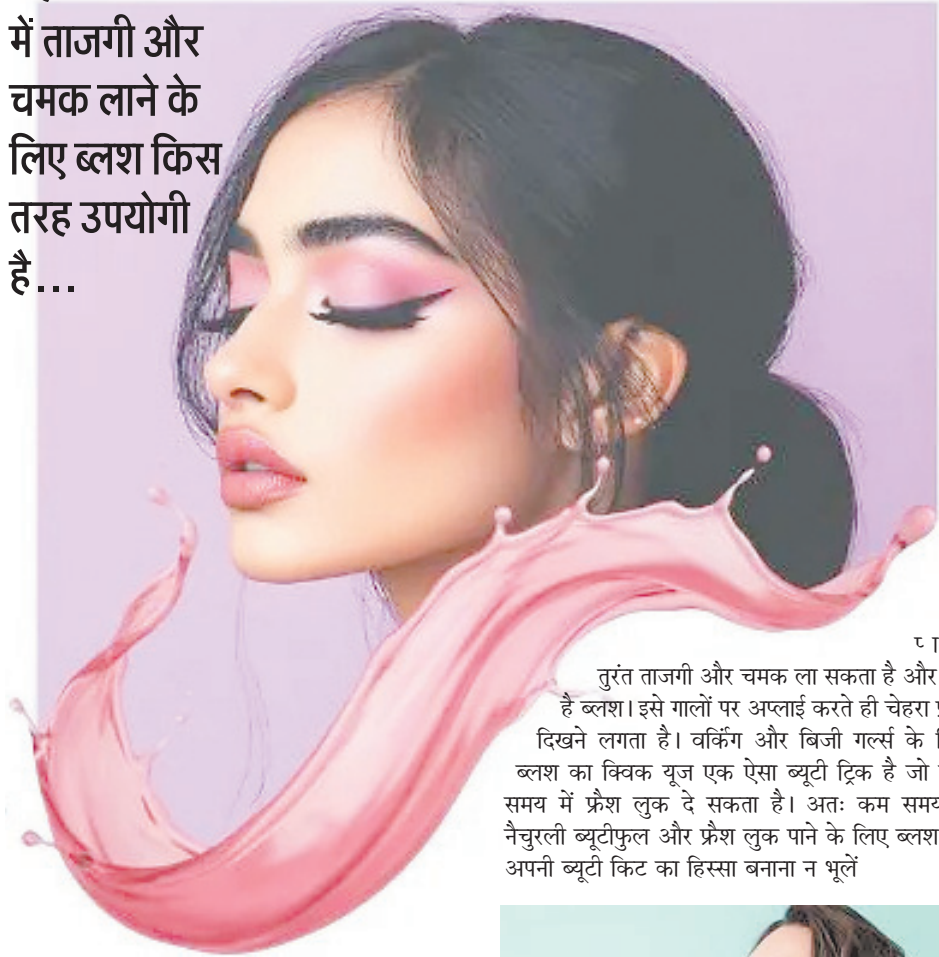 में ताजगी और
चमक लाने के
लिए ब्लश किस
तरह उपयोगी
है...
तुरंत ताजगी और चमक ला सकता है और
है ब्लश। इसे गालों पर अप्लाई करते ही चेहरा
दिखने लगता है। वर्किंग और बिजी गर्ल्स के
ब्लश का क्विक यूज एक ऐसा ब्यूटी ट्रिक है जो
समय में फ्रैश लुक दे सकता है। अतः कम समय
नैचुरली ब्यूटीफुल और फ्रैश लुक पाने के लिए ब्लश
अपनी ब्यूटी किट का हिस्सा बनाना न भूलें